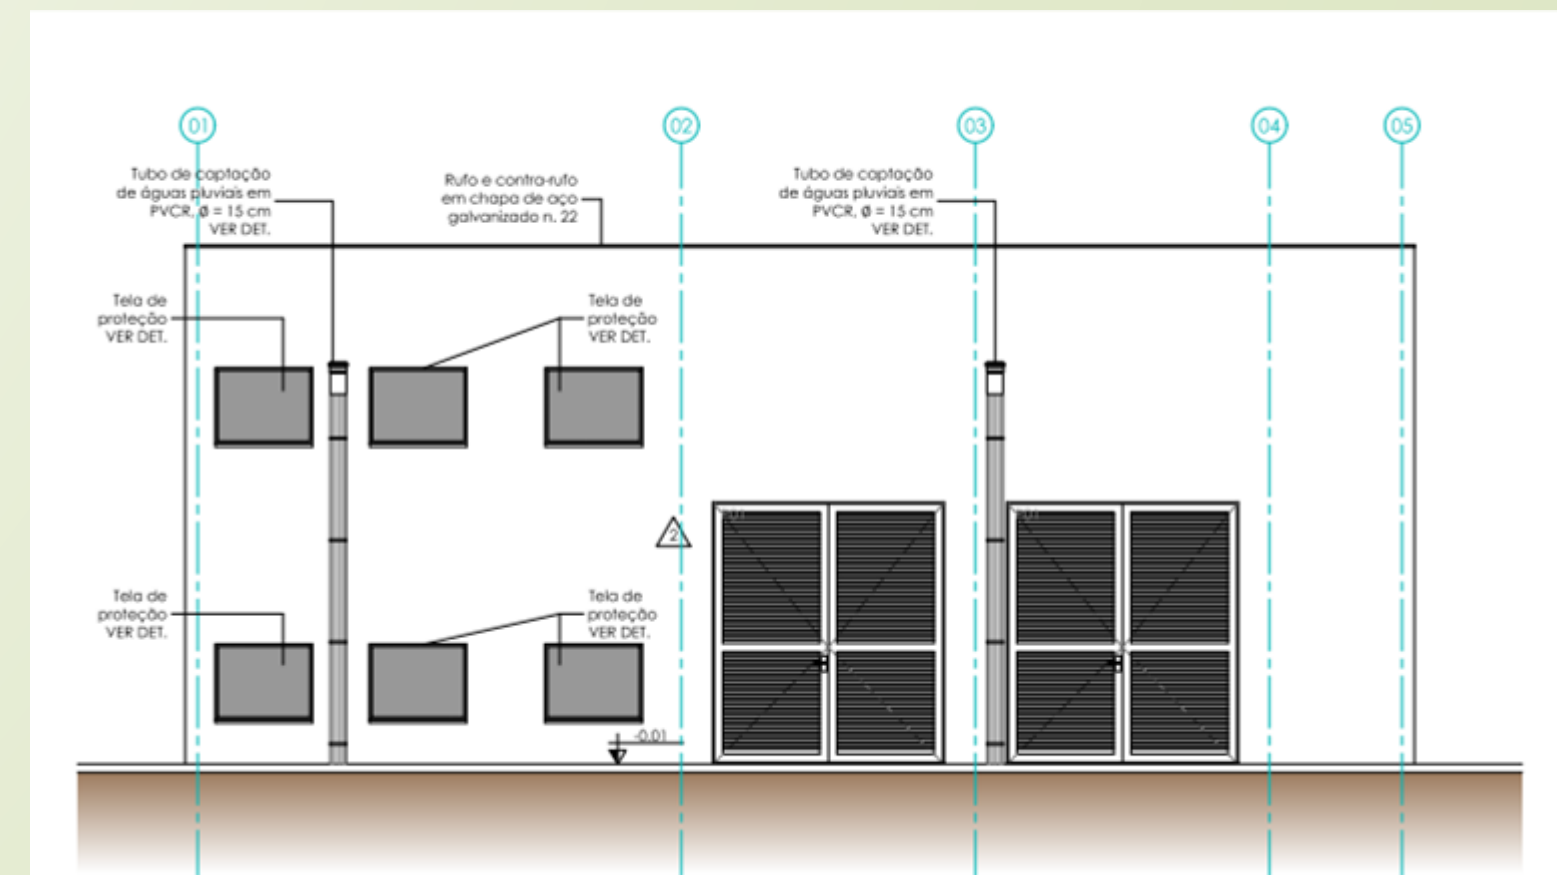 01
02
03
04
05
Tubo de captação
de águas pluviais em
PVCR, ø = 15 cm
VER DET.
Rufo e contra-rufo
em chapa de aço
galvanizado n. 22
Tubo de captação
de águas pluviais em
PVCR, ø = 15 cm
VER DET.
Tela de
proteção
VER DET.
Tela de
proteção
VER DET.
2
Tela de
proteção
VER DET.
Tela de
proteção
VER DET.
-0.01